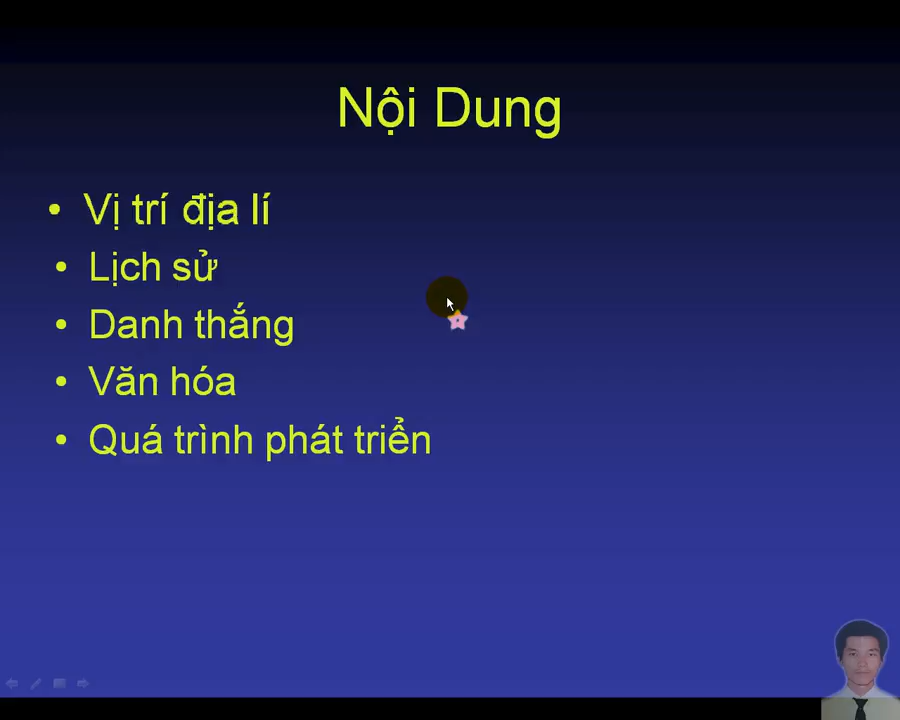 Nội Dung
• Vị trí địa lí
• Lịch sử
• Danh thắng
• Văn hóa
• Quá trình phát triển